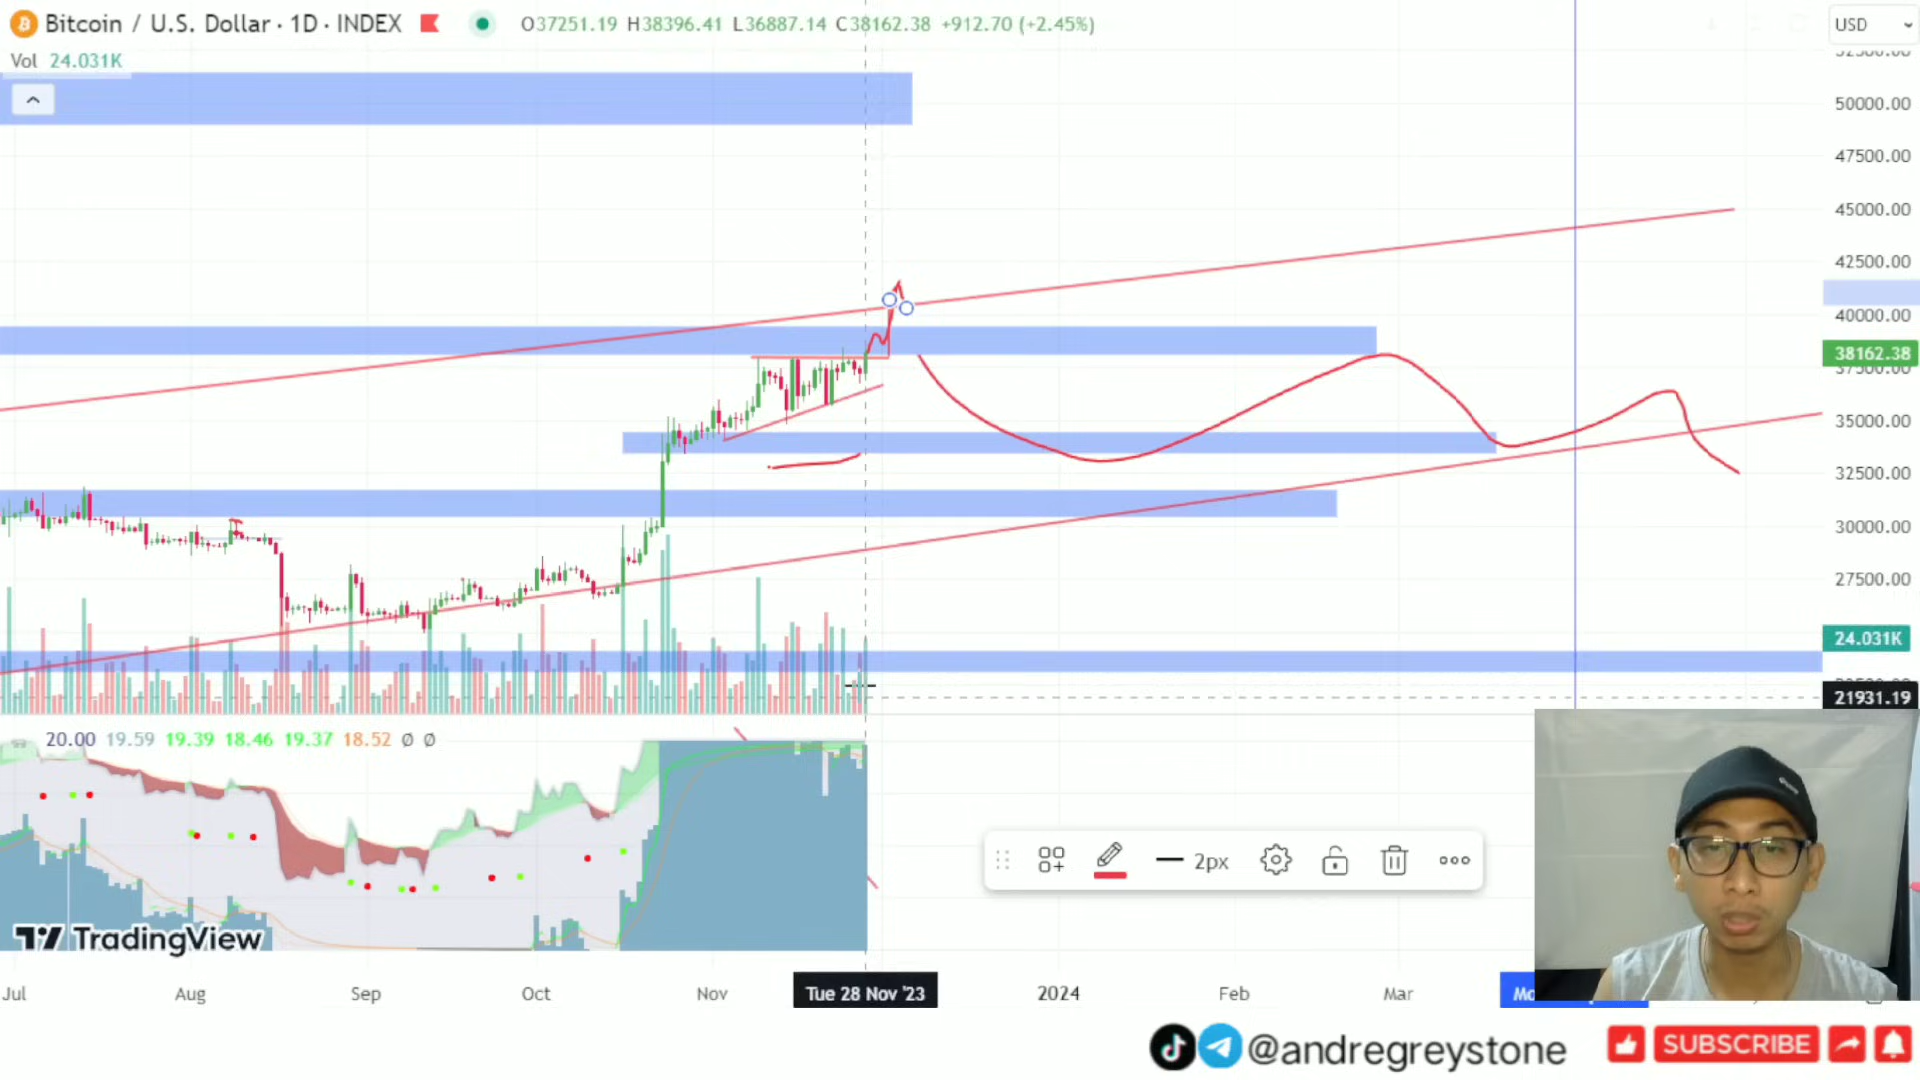 Bitcoin / U.S. Dollar · 1D · INDEX O37251.19 H38396.41 L36887.14 C38162.38 +912.70 (+2.45%)
USD
Vol 24.031K
50000.00
47500.00
45000.00
42500.00
40000.00
38162.38
37500.00
35000.00
32500.00
30000.00
27500.00
24.031K
21931.19
20.00 19.59 19.39 18.46 19.37 18.52 Ø Ø
2px
TradingView
Jul Aug Sep Oct Nov Tue 28 Nov '23 2024 Feb Mar
@andregreystone SUBSCRIBE